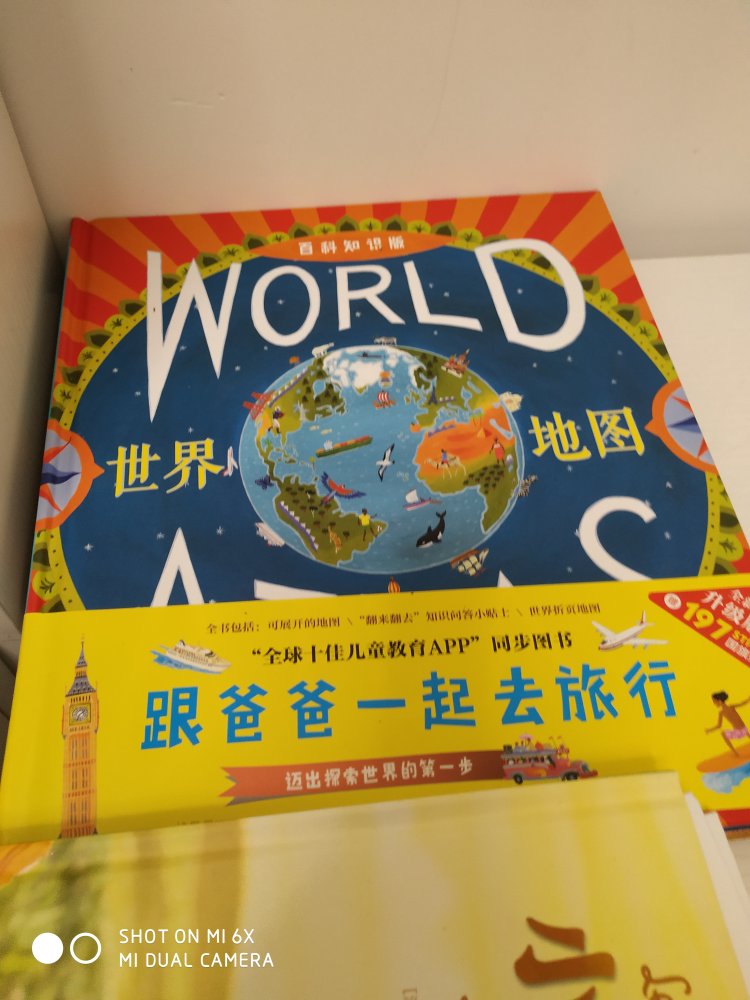 百科知识版
WORLD
世界 地图
全书包括：可展开的地图 \ “翻来翻去”知识问答小贴士 \ 世界折页地图
“全球十佳儿童教育APP”同步图书
升级版
197
跟爸爸一起去旅行
迈出探索世界的第一步
SHOT ON MI 6X
MI DUAL CAMERA